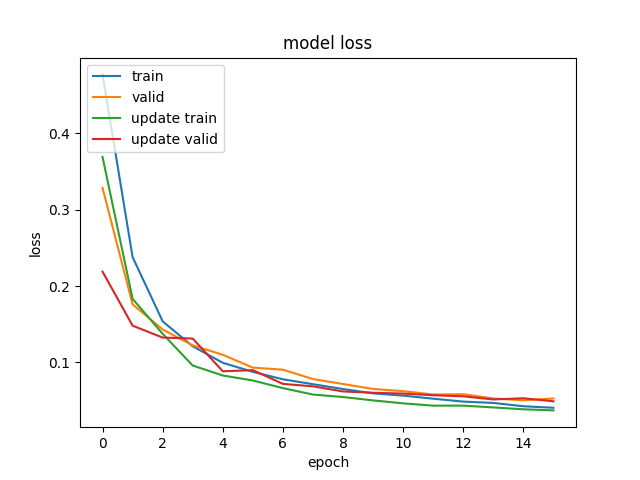 model loss
train
valid
update train
update valid
loss
0.4
0.3
0.2
0.1
0 2 4 6 8 10 12 14
epoch